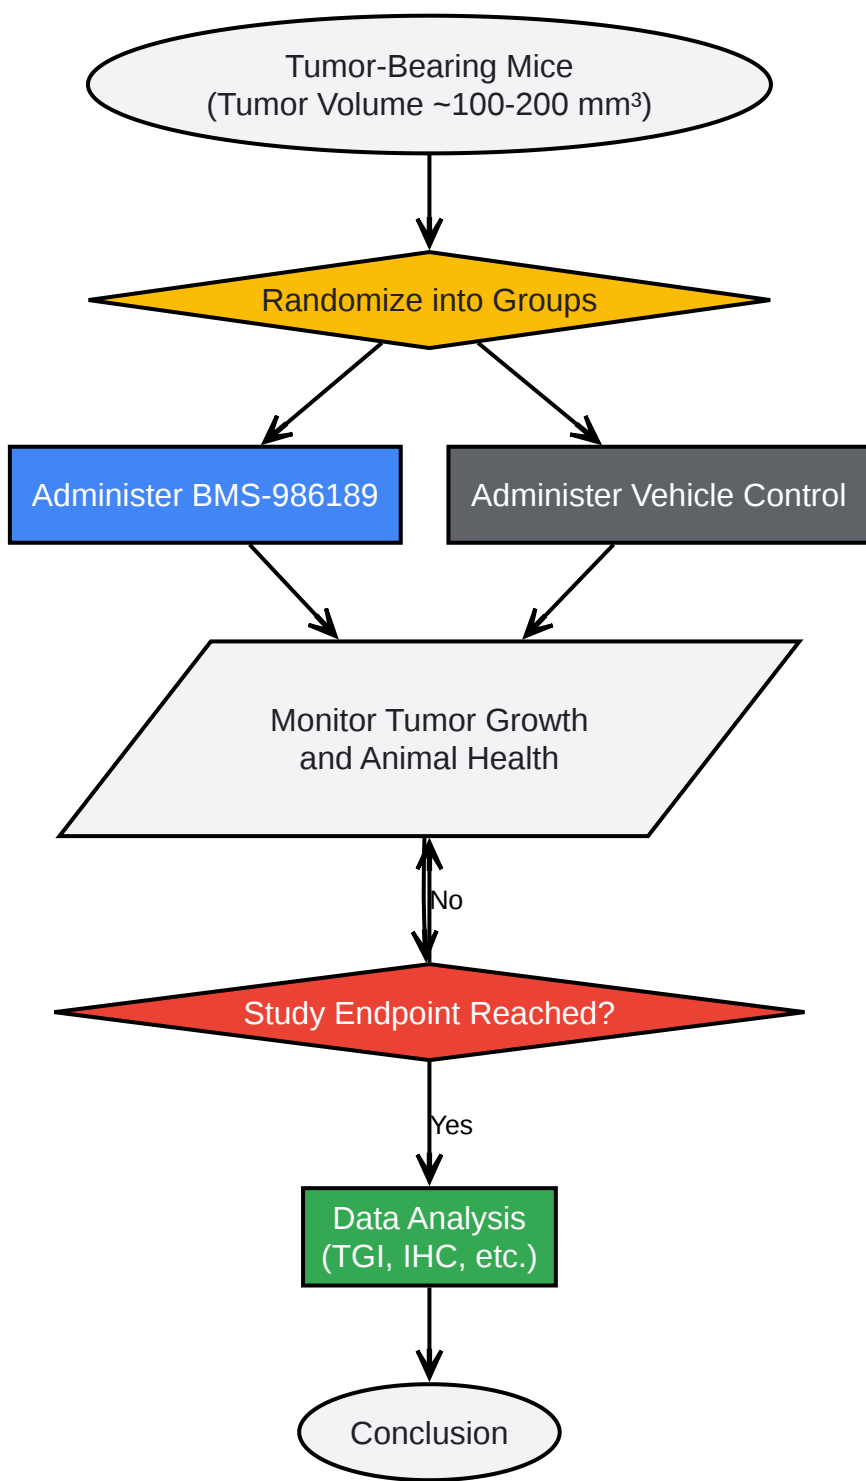 Tumor-Bearing Mice
(Tumor Volume ~100-200 mm³)
Randomize into Groups
Administer BMS-986189
Administer Vehicle Control
Monitor Tumor Growth
and Animal Health
No
Study Endpoint Reached?
Yes
Data Analysis
(TGI, IHC, etc.)
Conclusion